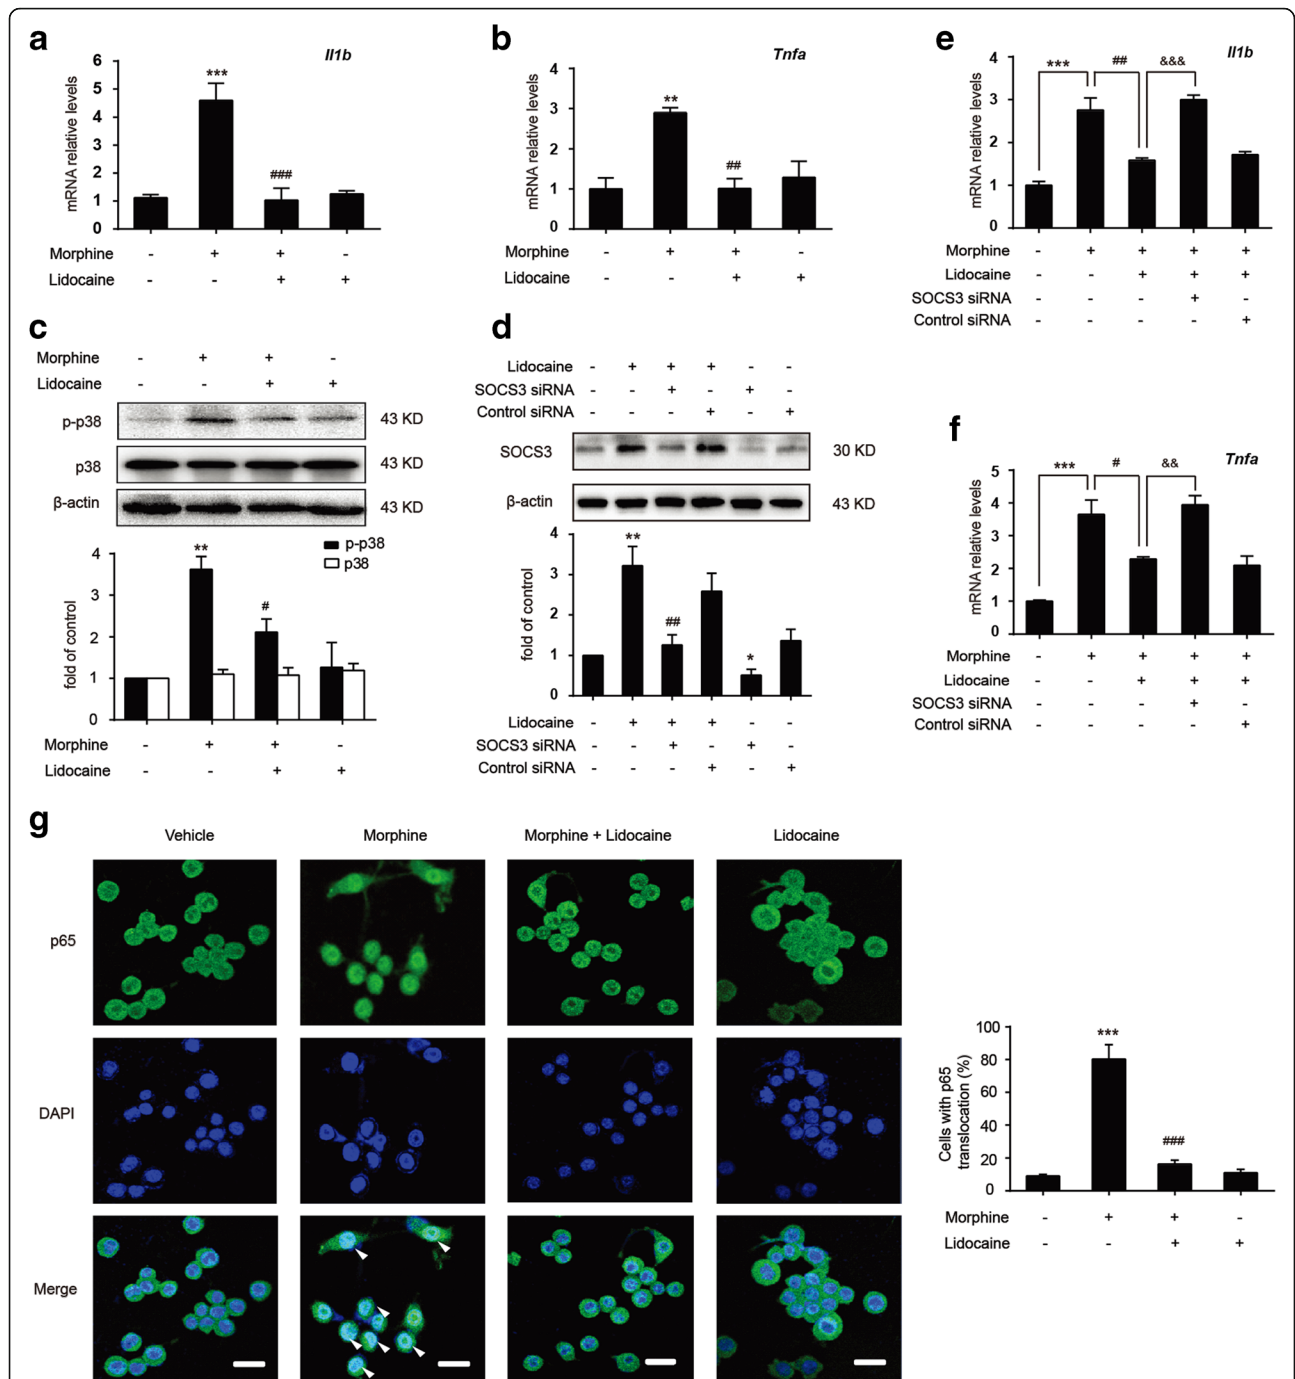 a
Il1b
mRNA relative levels
6
5
4
3
2
1
0
***
###
Morphine - + + -
Lidocaine - - + +
b
Tnfa
mRNA relative levels
4
3
2
1
0
**
##
Morphine - + + -
Lidocaine - - + +
e
Il1b
mRNA relative levels
4
3
2
1
0
*** ## &&&
Morphine - + + + +
Lidocaine - - + + +
SOCS3 siRNA - - - + -
Control siRNA - - - - +
c
Morphine - + + -
Lidocaine - - + +
p-p38 43 KD
p38 43 KD
β-actin 43 KD
p-p38
p38
fold of control
4
3
2
1
0
**
#
Morphine - + + -
Lidocaine - - + +
d
Lidocaine - + + + - -
SOCS3 siRNA - - + - + -
Control siRNA - - - + - +
SOCS3 30 KD
β-actin 43 KD
fold of control
4
3
2
1
0
**
##
*
Lidocaine - + + + - -
SOCS3 siRNA - - + - + -
Control siRNA - - - + - +
f
Tnfa
mRNA relative levels
5
4
3
2
1
0
*** # &&
Morphine - + + + +
Lidocaine - - + + +
SOCS3 siRNA - - - + -
Control siRNA - - - - +
g
Vehicle Morphine Morphine + Lidocaine Lidocaine
p65
DAPI
Merge
Cells with p65
translocation (%)
100
80
60
40
20
0
***
###
Morphine - + + -
Lidocaine - - + +